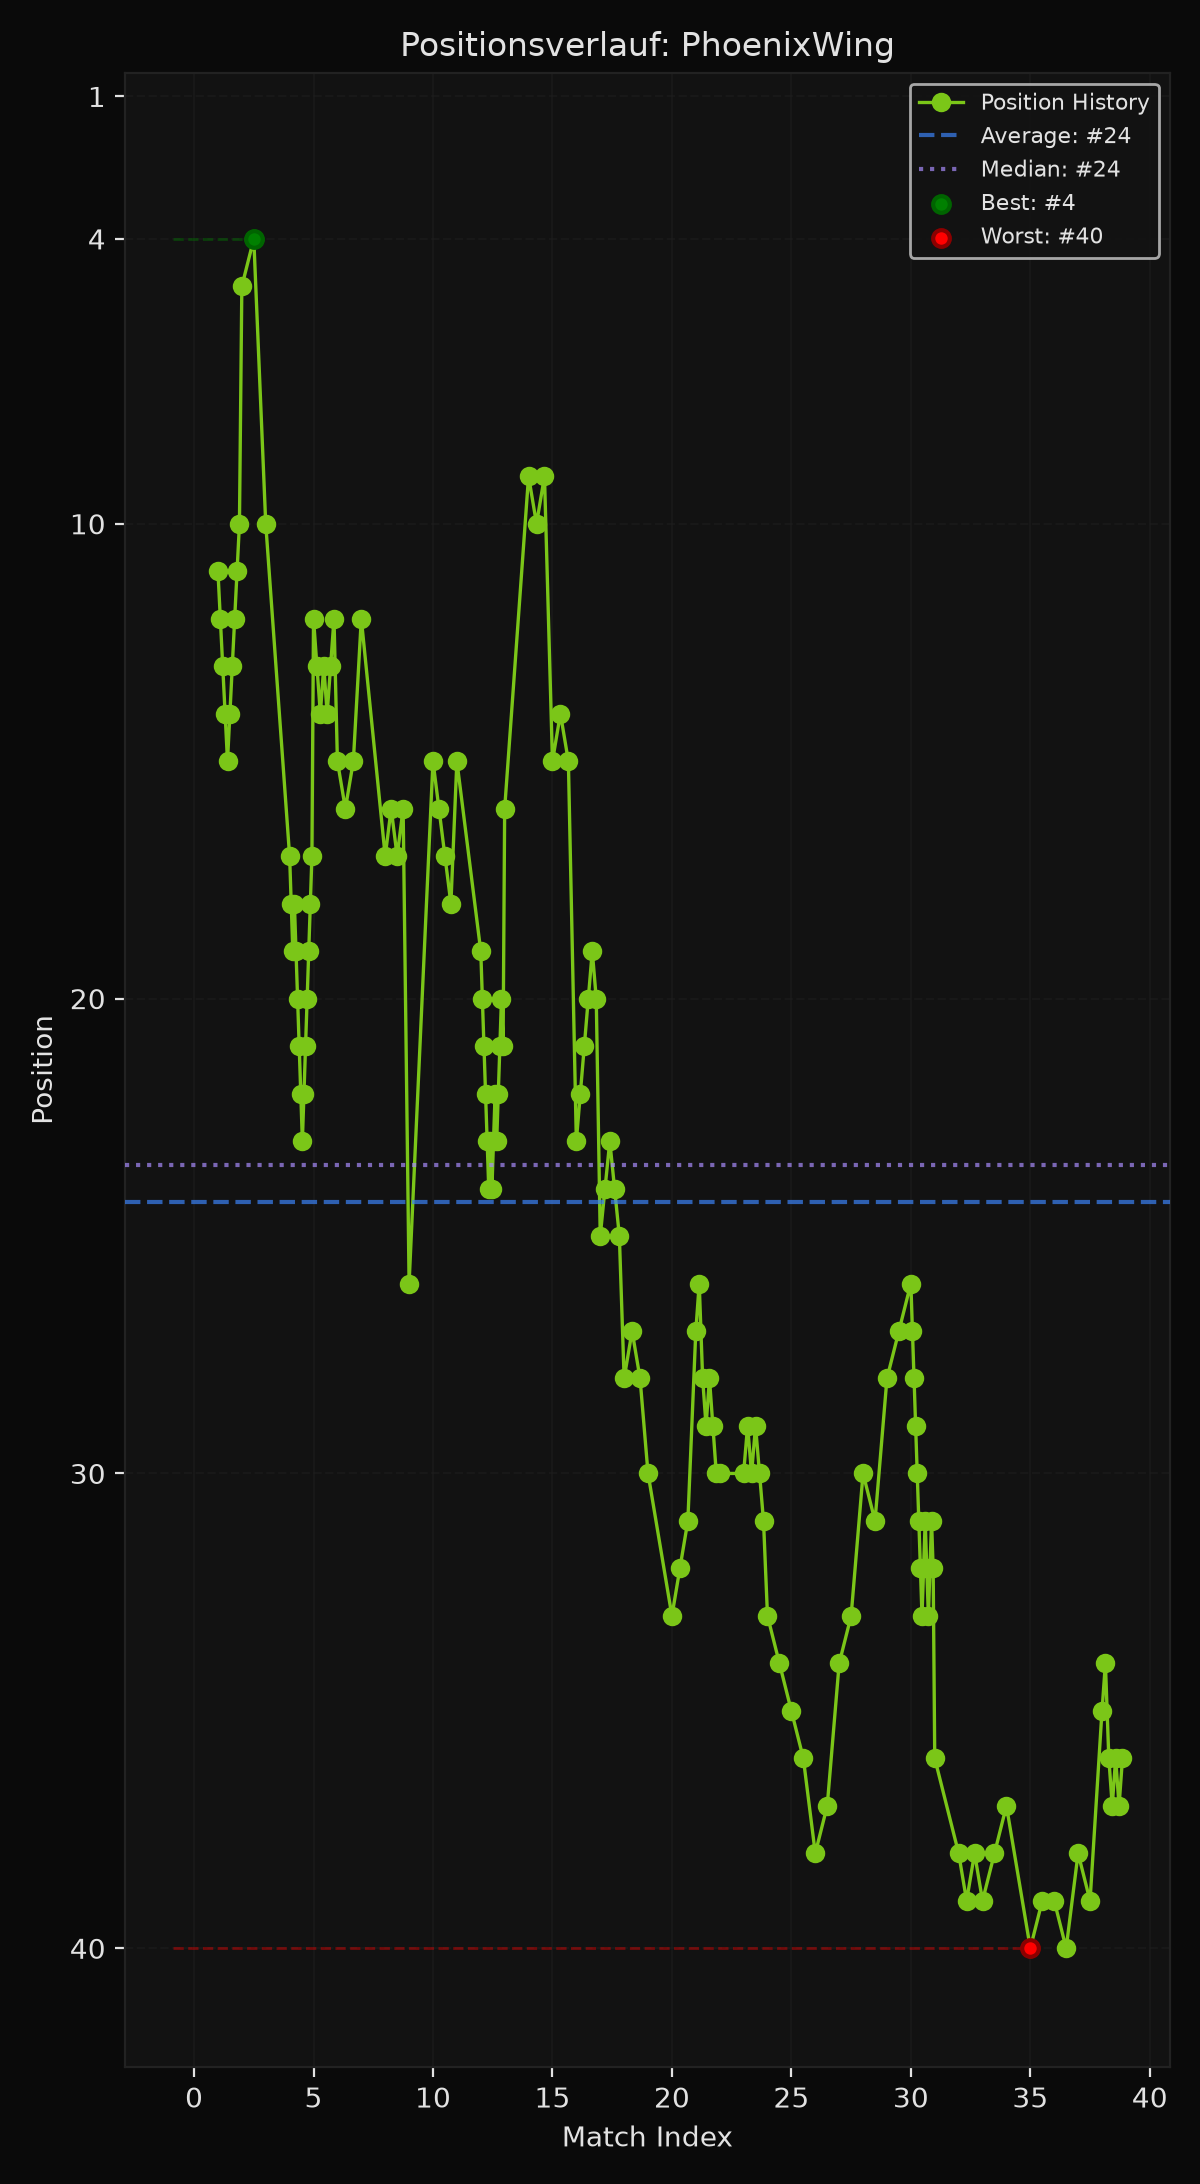 Positionsverlauf: PhoenixWing
Position History
Average: #24
Median: #24
Best: #4
Worst: #40
1
4
10
20
30
40
Position
0 5 10 15 20 25 30 35 40
Match Index